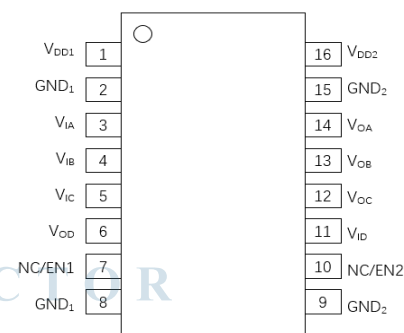 VDD1 1 16 VDD2
GND1 2 15 GND2
VIA 3 14 VOA
VIB 4 13 VOB
VIC 5 12 VOC
VOD 6 11 VID
NC/EN1 7 10 NC/EN2
GND1 8 9 GND2
CTOR